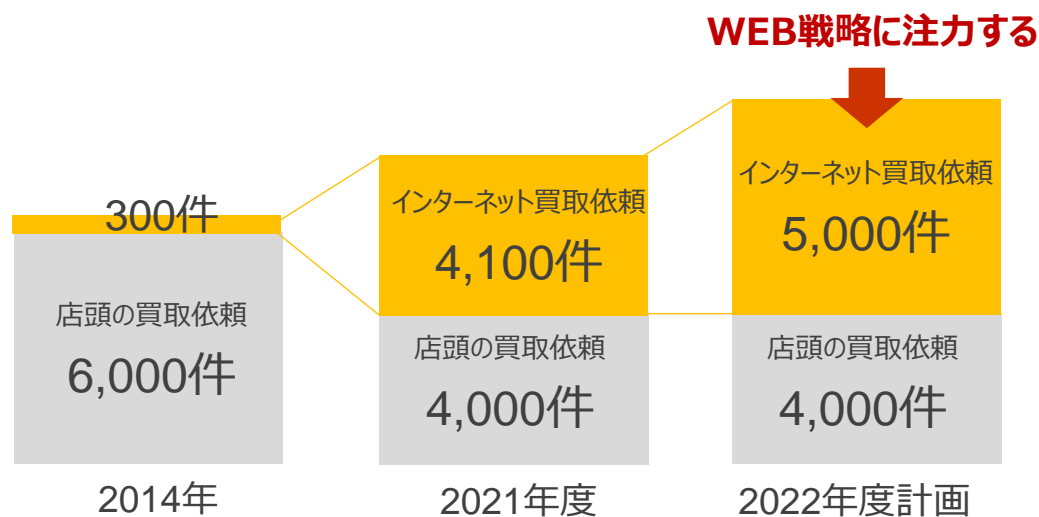 WEB戦略に注力する
300件
店頭の買取依頼
6,000件
2014年
インターネット買取依頼
4,100件
店頭の買取依頼
4,000件
2021年度
インターネット買取依頼
5,000件
店頭の買取依頼
4,000件
2022年度計画